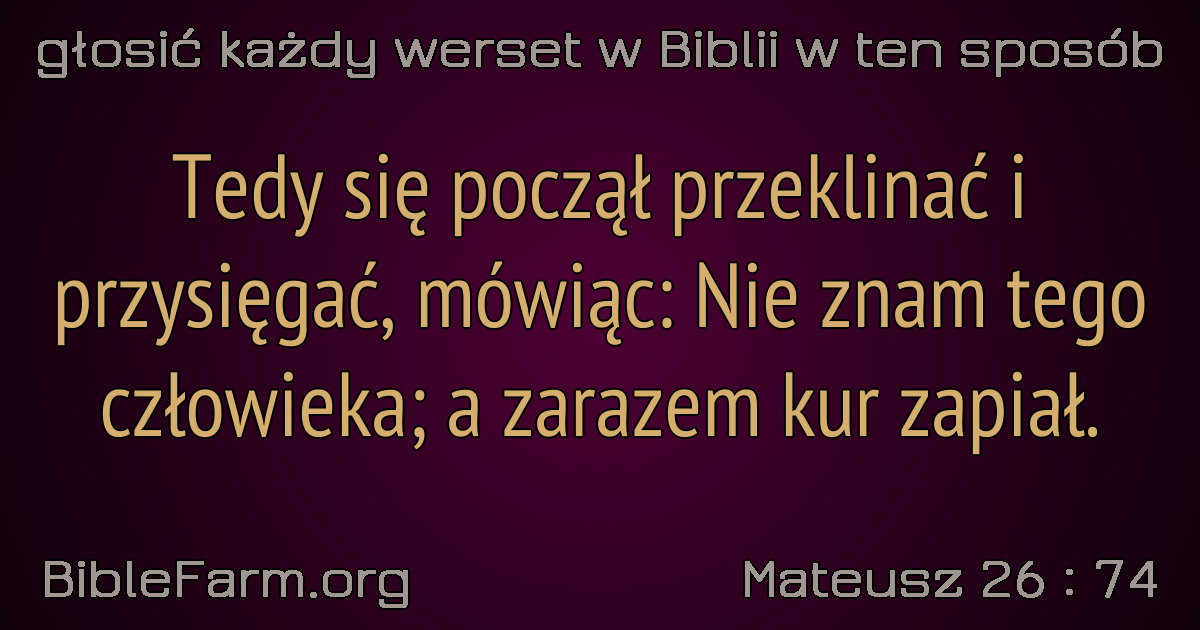 głosić każdy werset w Biblii w ten sposób
Tedy się począł przeklinać i
przysięgać, mówiąc: Nie znam tego
człowieka; a zarazem kur zapiał.
BibleFarm.org
Mateusz 26 : 74